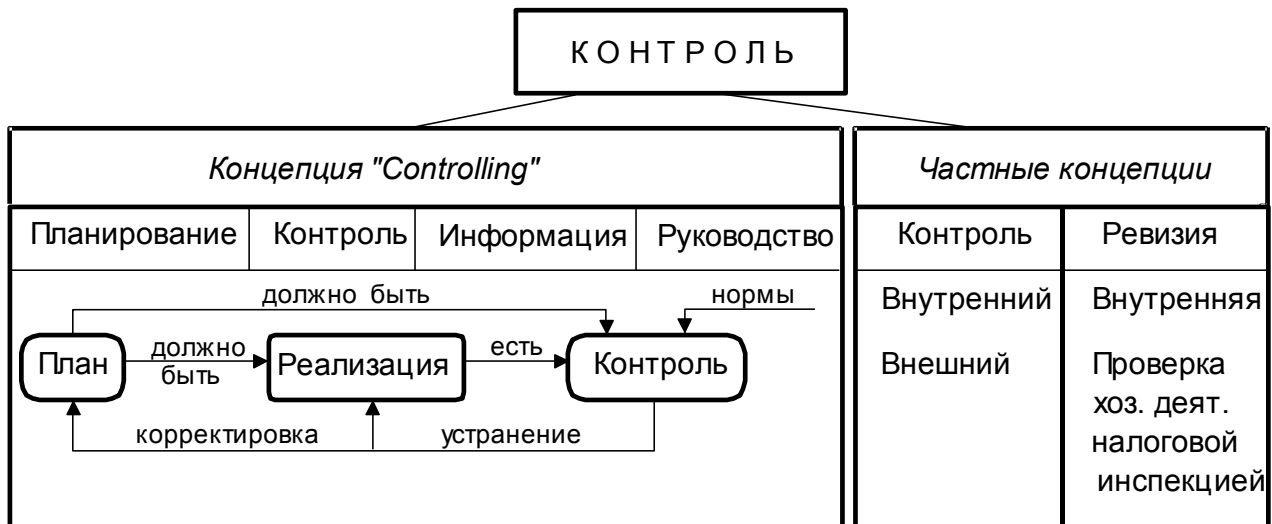 К О Н Т Р О Л Ь
Концепция "Controlling"
Частные концепции
Планирование
Контроль
Информация
Руководство
Контроль
Ревизия
должно быть
нормы
Внутренний
Внутренняя
План
должно
быть
Реализация
есть
Контроль
Внешний
Проверка
хоз. деят.
налоговой
инспекцией
корректировка
устранение